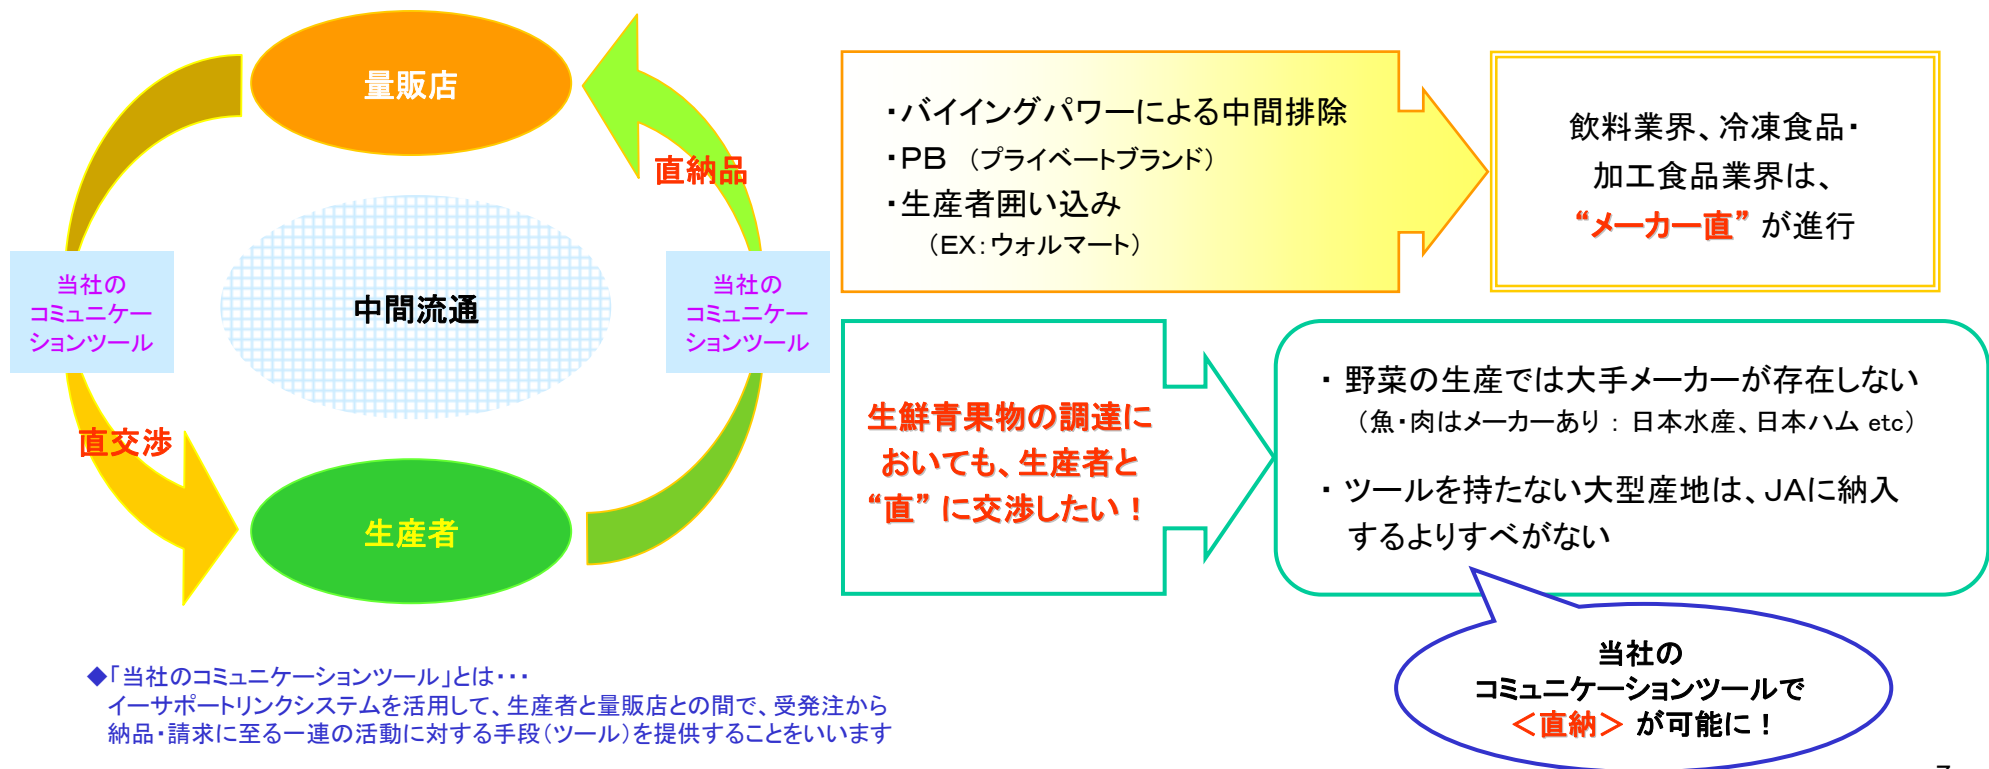 量販店
直納品
当社の
コミュニケー
ションツール
中間流通
当社の
コミュニケー
ションツール
直交渉
生産者
・バイイングパワーによる中間排除
・PB （プライベートブランド）
・生産者囲い込み
（EX：ウォルマート）
飲料業界、冷凍食品・
加工食品業界は、
“メーカー直” が進行
生鮮青果物の調達に
おいても、生産者と
“直” に交渉したい！
・ 野菜の生産では大手メーカーが存在しない
（魚・肉はメーカーあり ： 日本水産、日本ハム etc）
・ ツールを持たない大型産地は、JAに納入
するよりすべがない
当社の
コミュニケーションツールで
＜直納＞ が可能に！
◆「当社のコミュニケーションツール」とは・・・
イーサポートリンクシステムを活用して、生産者と量販店との間で、受発注から
納品・請求に至る一連の活動に対する手段（ツール）を提供することをいいます